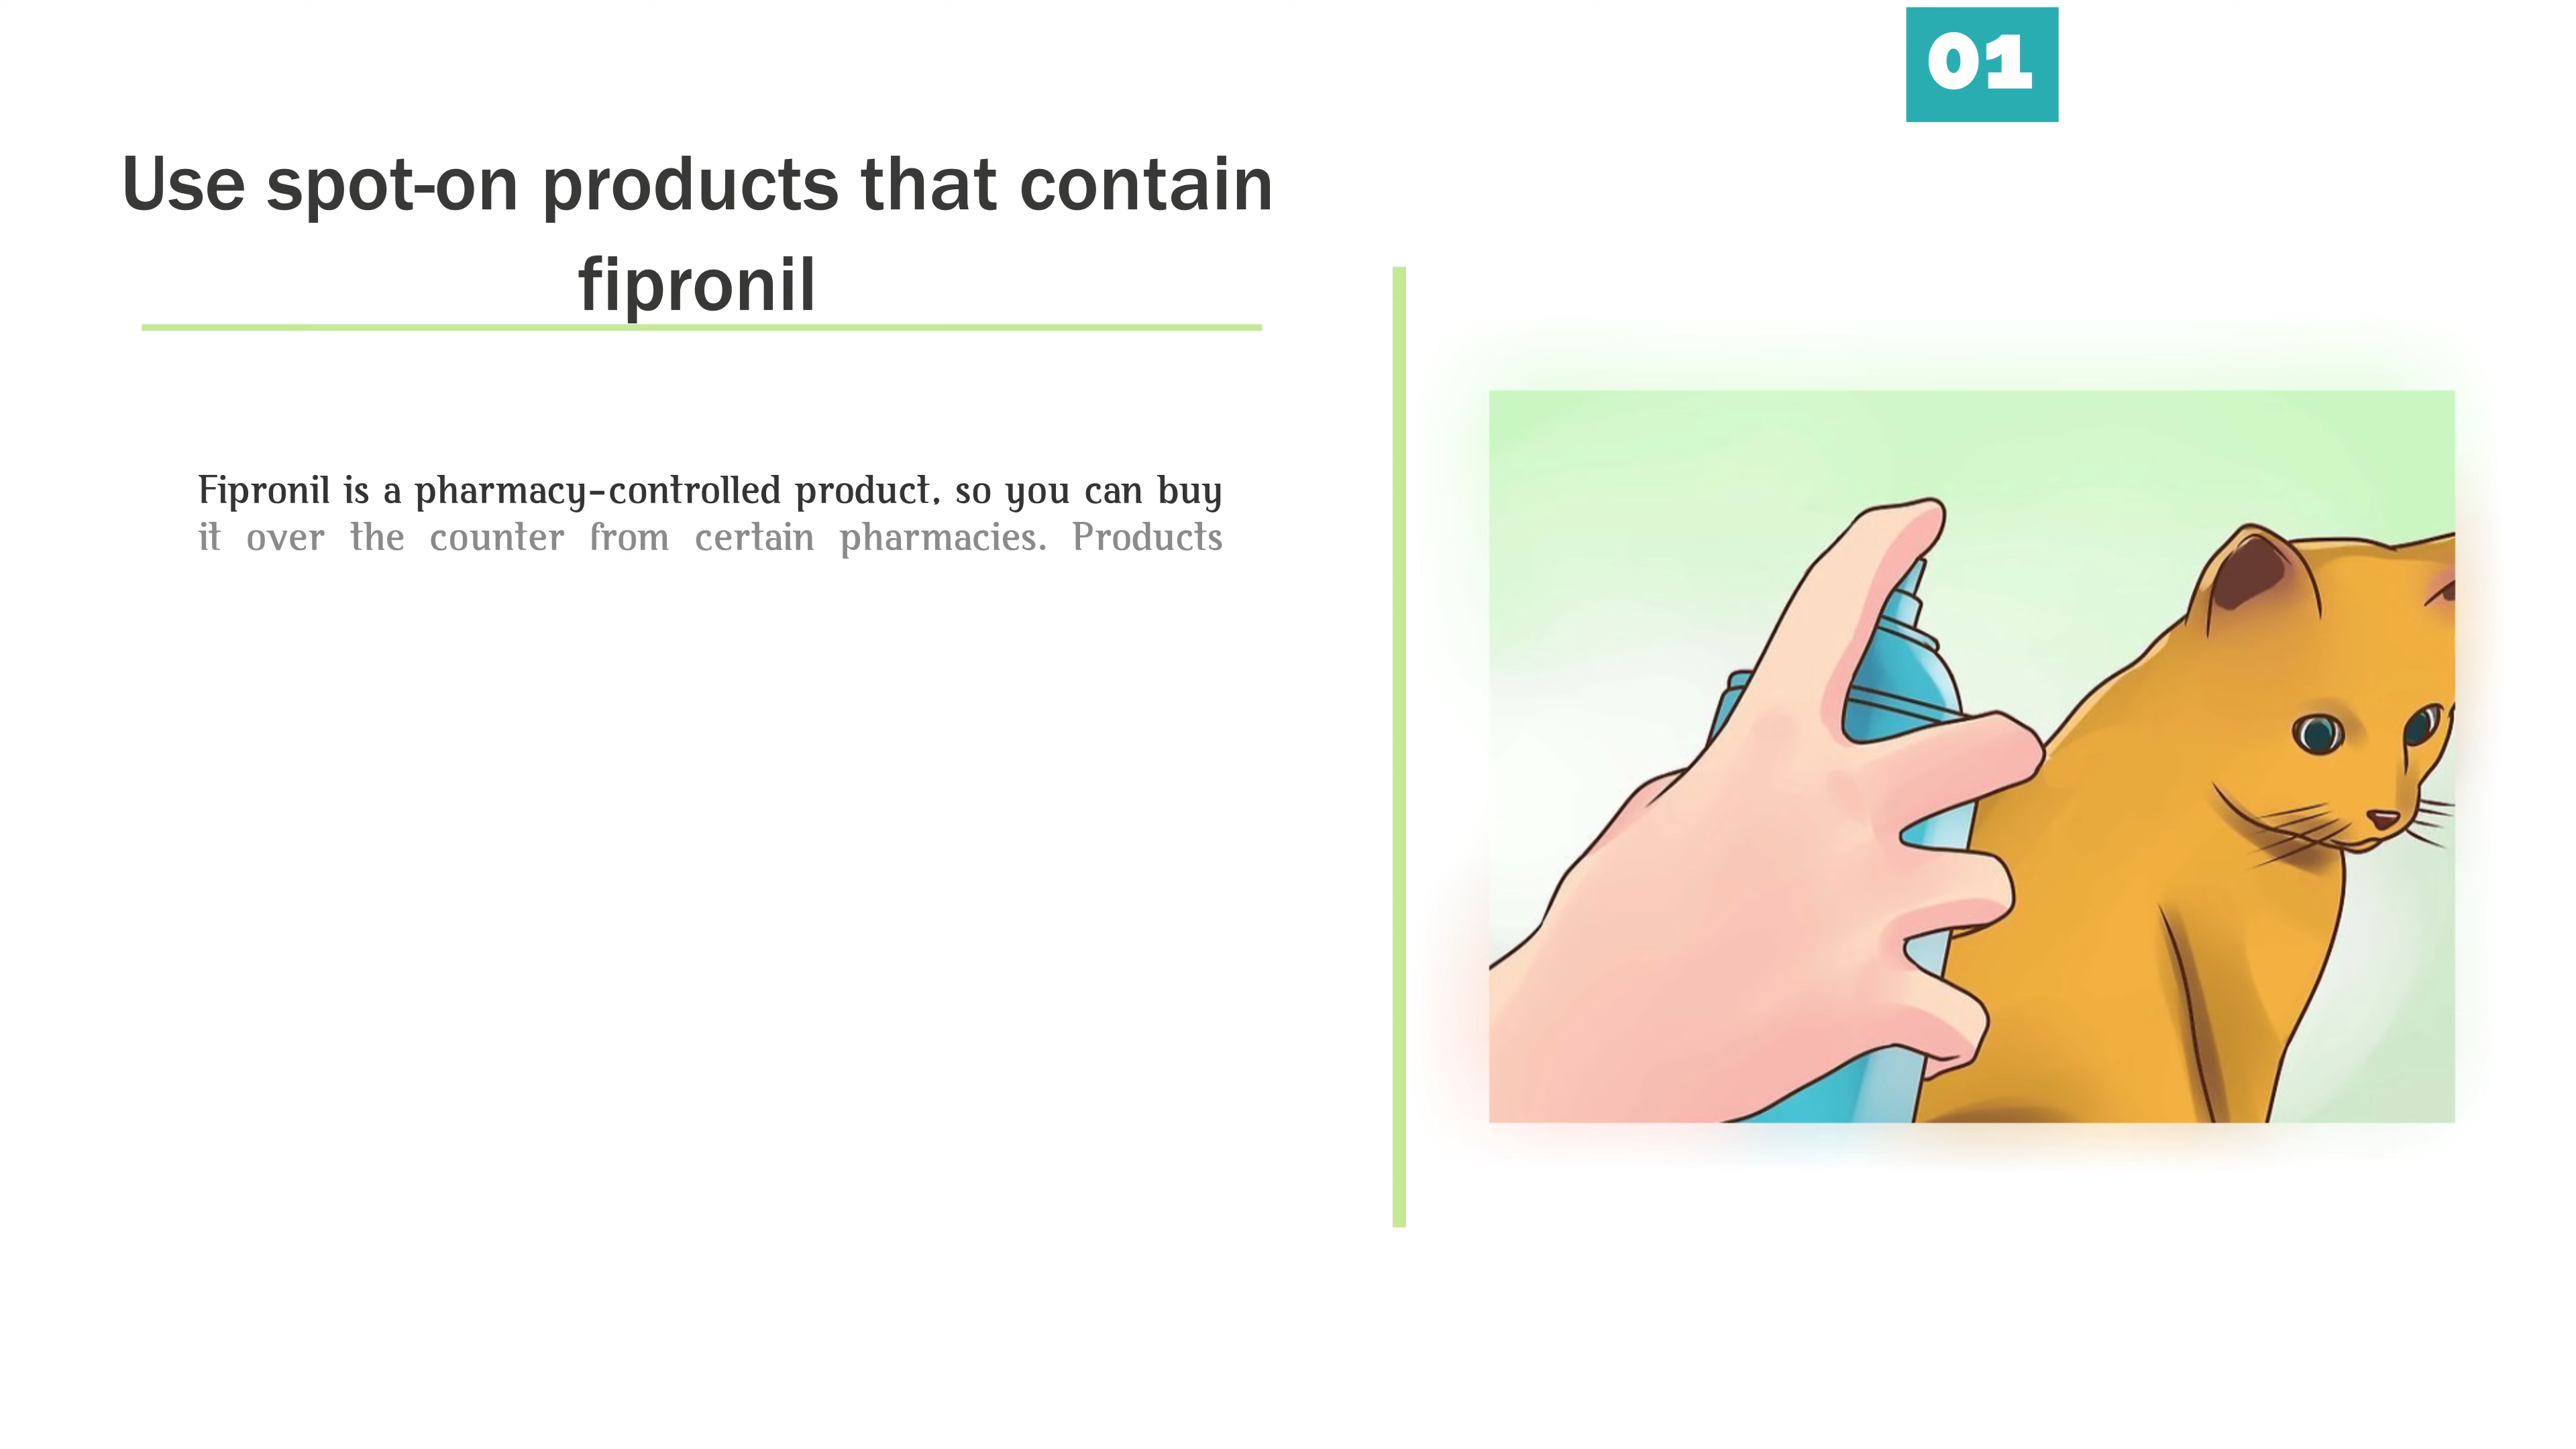 01
Use spot-on products that contain
fipronil
Fipronil is a pharmacy-controlled product, so you can buy
it over the counter from certain pharmacies. Products